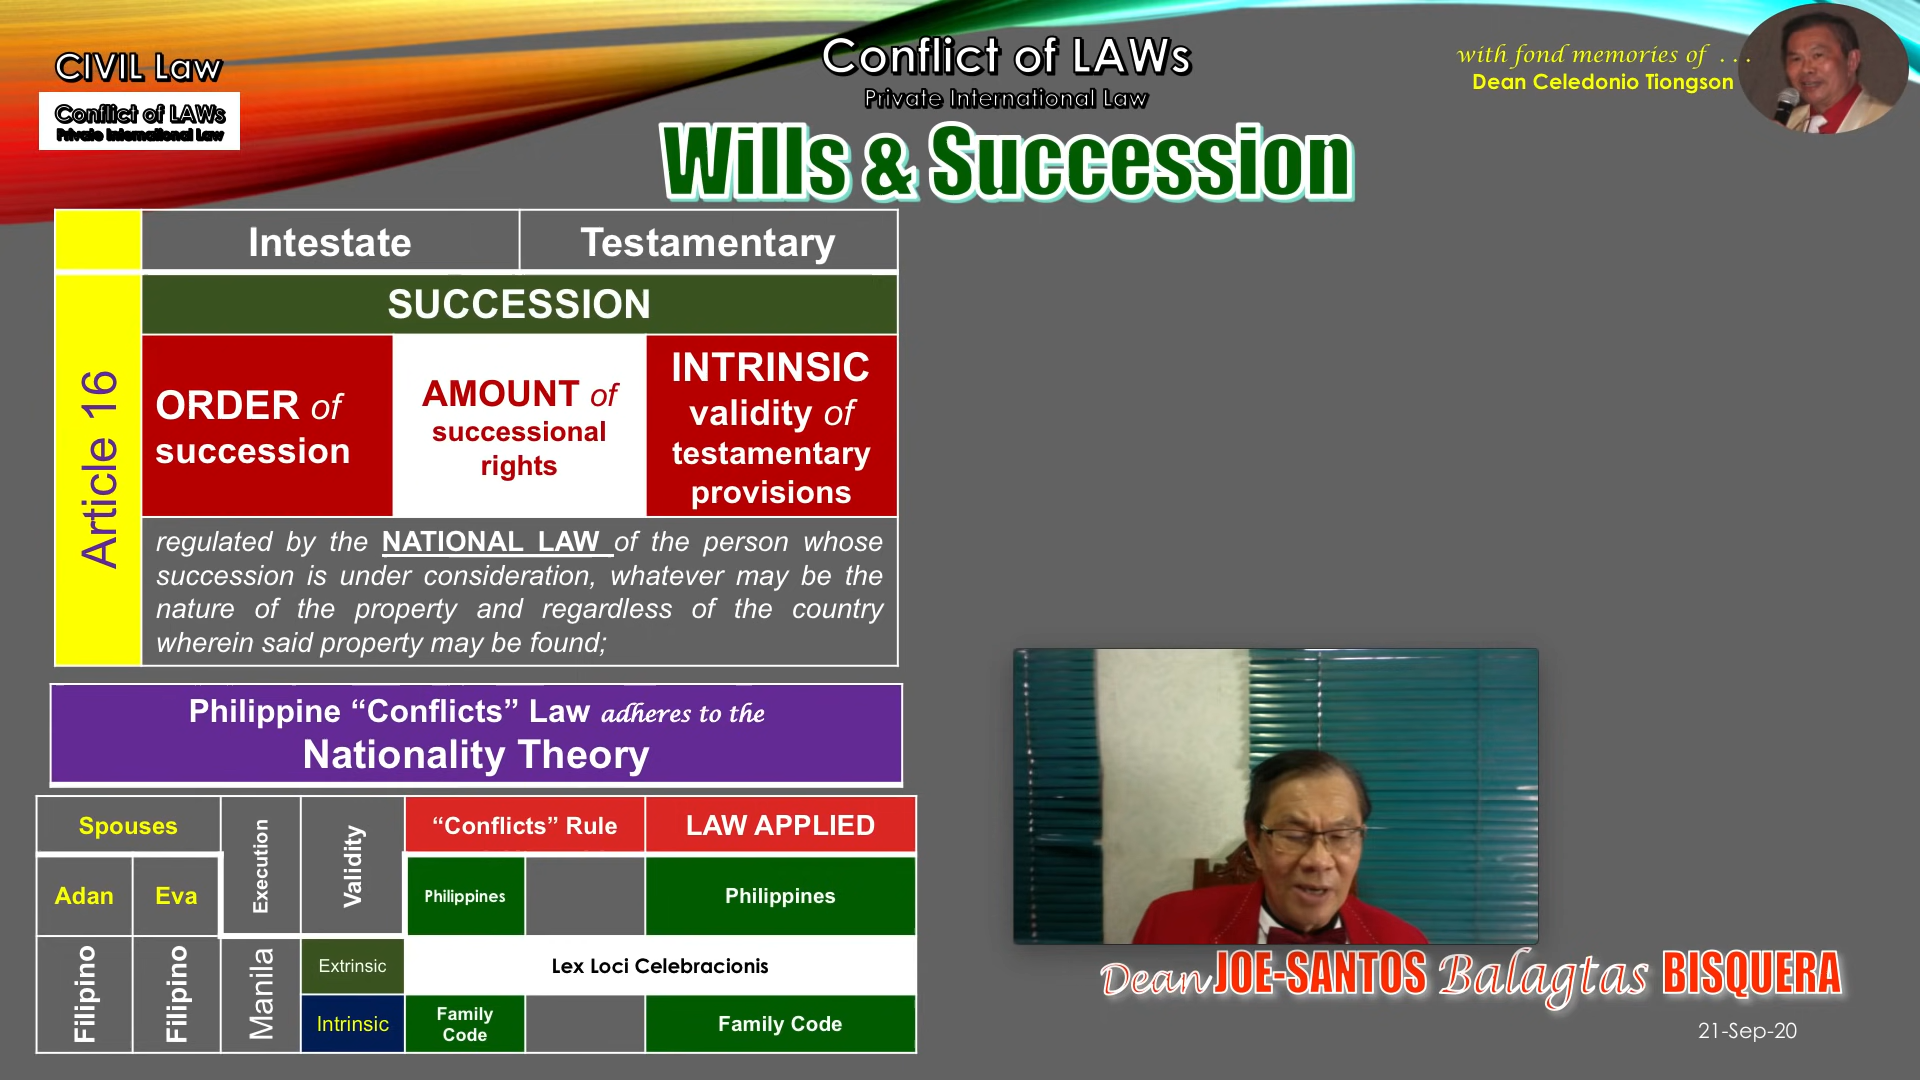 CIVIL Law
Conflict of LAWs
Private International Law
Conflict of LAWs
Private International Law
Wills & Succession
with fond memories of . . .
Dean Celedonio Tiongson
Intestate
Testamentary
Article 16
SUCCESSION
ORDER of
succession
AMOUNT of
successional
rights
INTRINSIC
validity of
testamentary
provisions
regulated by the NATIONAL LAW of the person whose
succession is under consideration, whatever may be the
nature of the property and regardless of the country
wherein said property may be found;
Philippine “Conflicts” Law adheres to the
Nationality Theory
Spouses
Execution
Validity
“Conflicts” Rule
LAW APPLIED
Adan
Eva
Philippines
Philippines
Filipino
Filipino
Manila
Extrinsic
Lex Loci Celebracionis
Intrinsic
Family
Code
Family Code
Dean JOE-SANTOS Balagtas BISQUERA
21-Sep-20